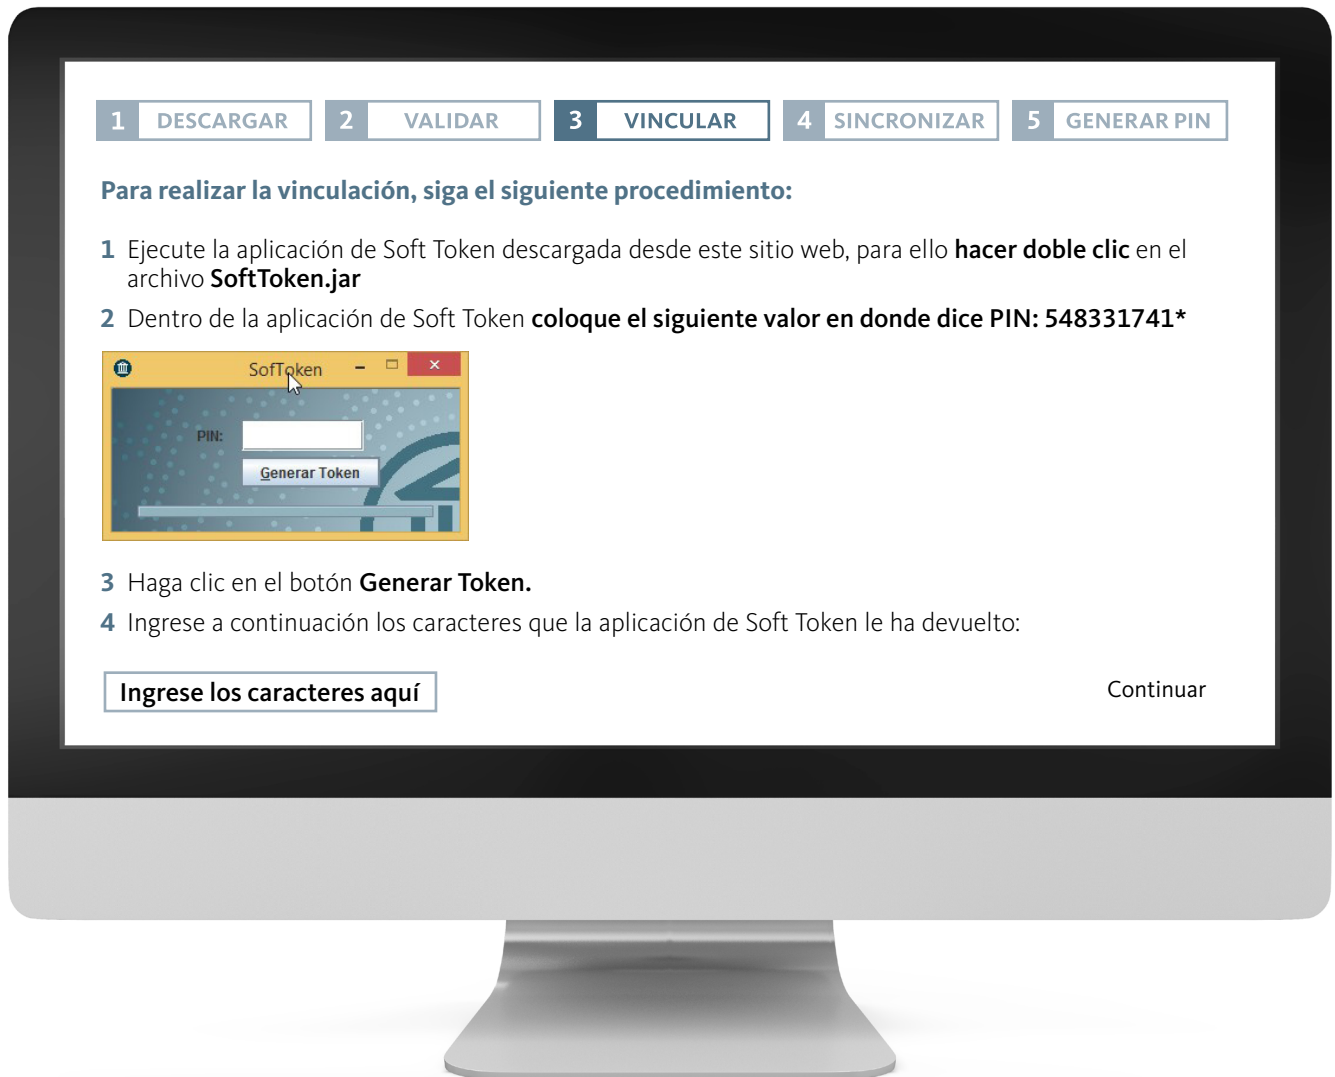 1 DESCARGAR 2 VALIDAR 3 VINCULAR 4 SINCRONIZAR 5 GENERAR PIN
Para realizar la vinculación, siga el siguiente procedimiento:
1 Ejecute la aplicación de Soft Token descargada desde este sitio web, para ello hacer doble clic en el
archivo SoftToken.jar
2 Dentro de la aplicación de Soft Token coloque el siguiente valor en donde dice PIN: 548331741*
SofToken
PIN:
Generar Token
3 Haga clic en el botón Generar Token.
4 Ingrese a continuación los caracteres que la aplicación de Soft Token le ha devuelto:
Ingrese los caracteres aquí
Continuar